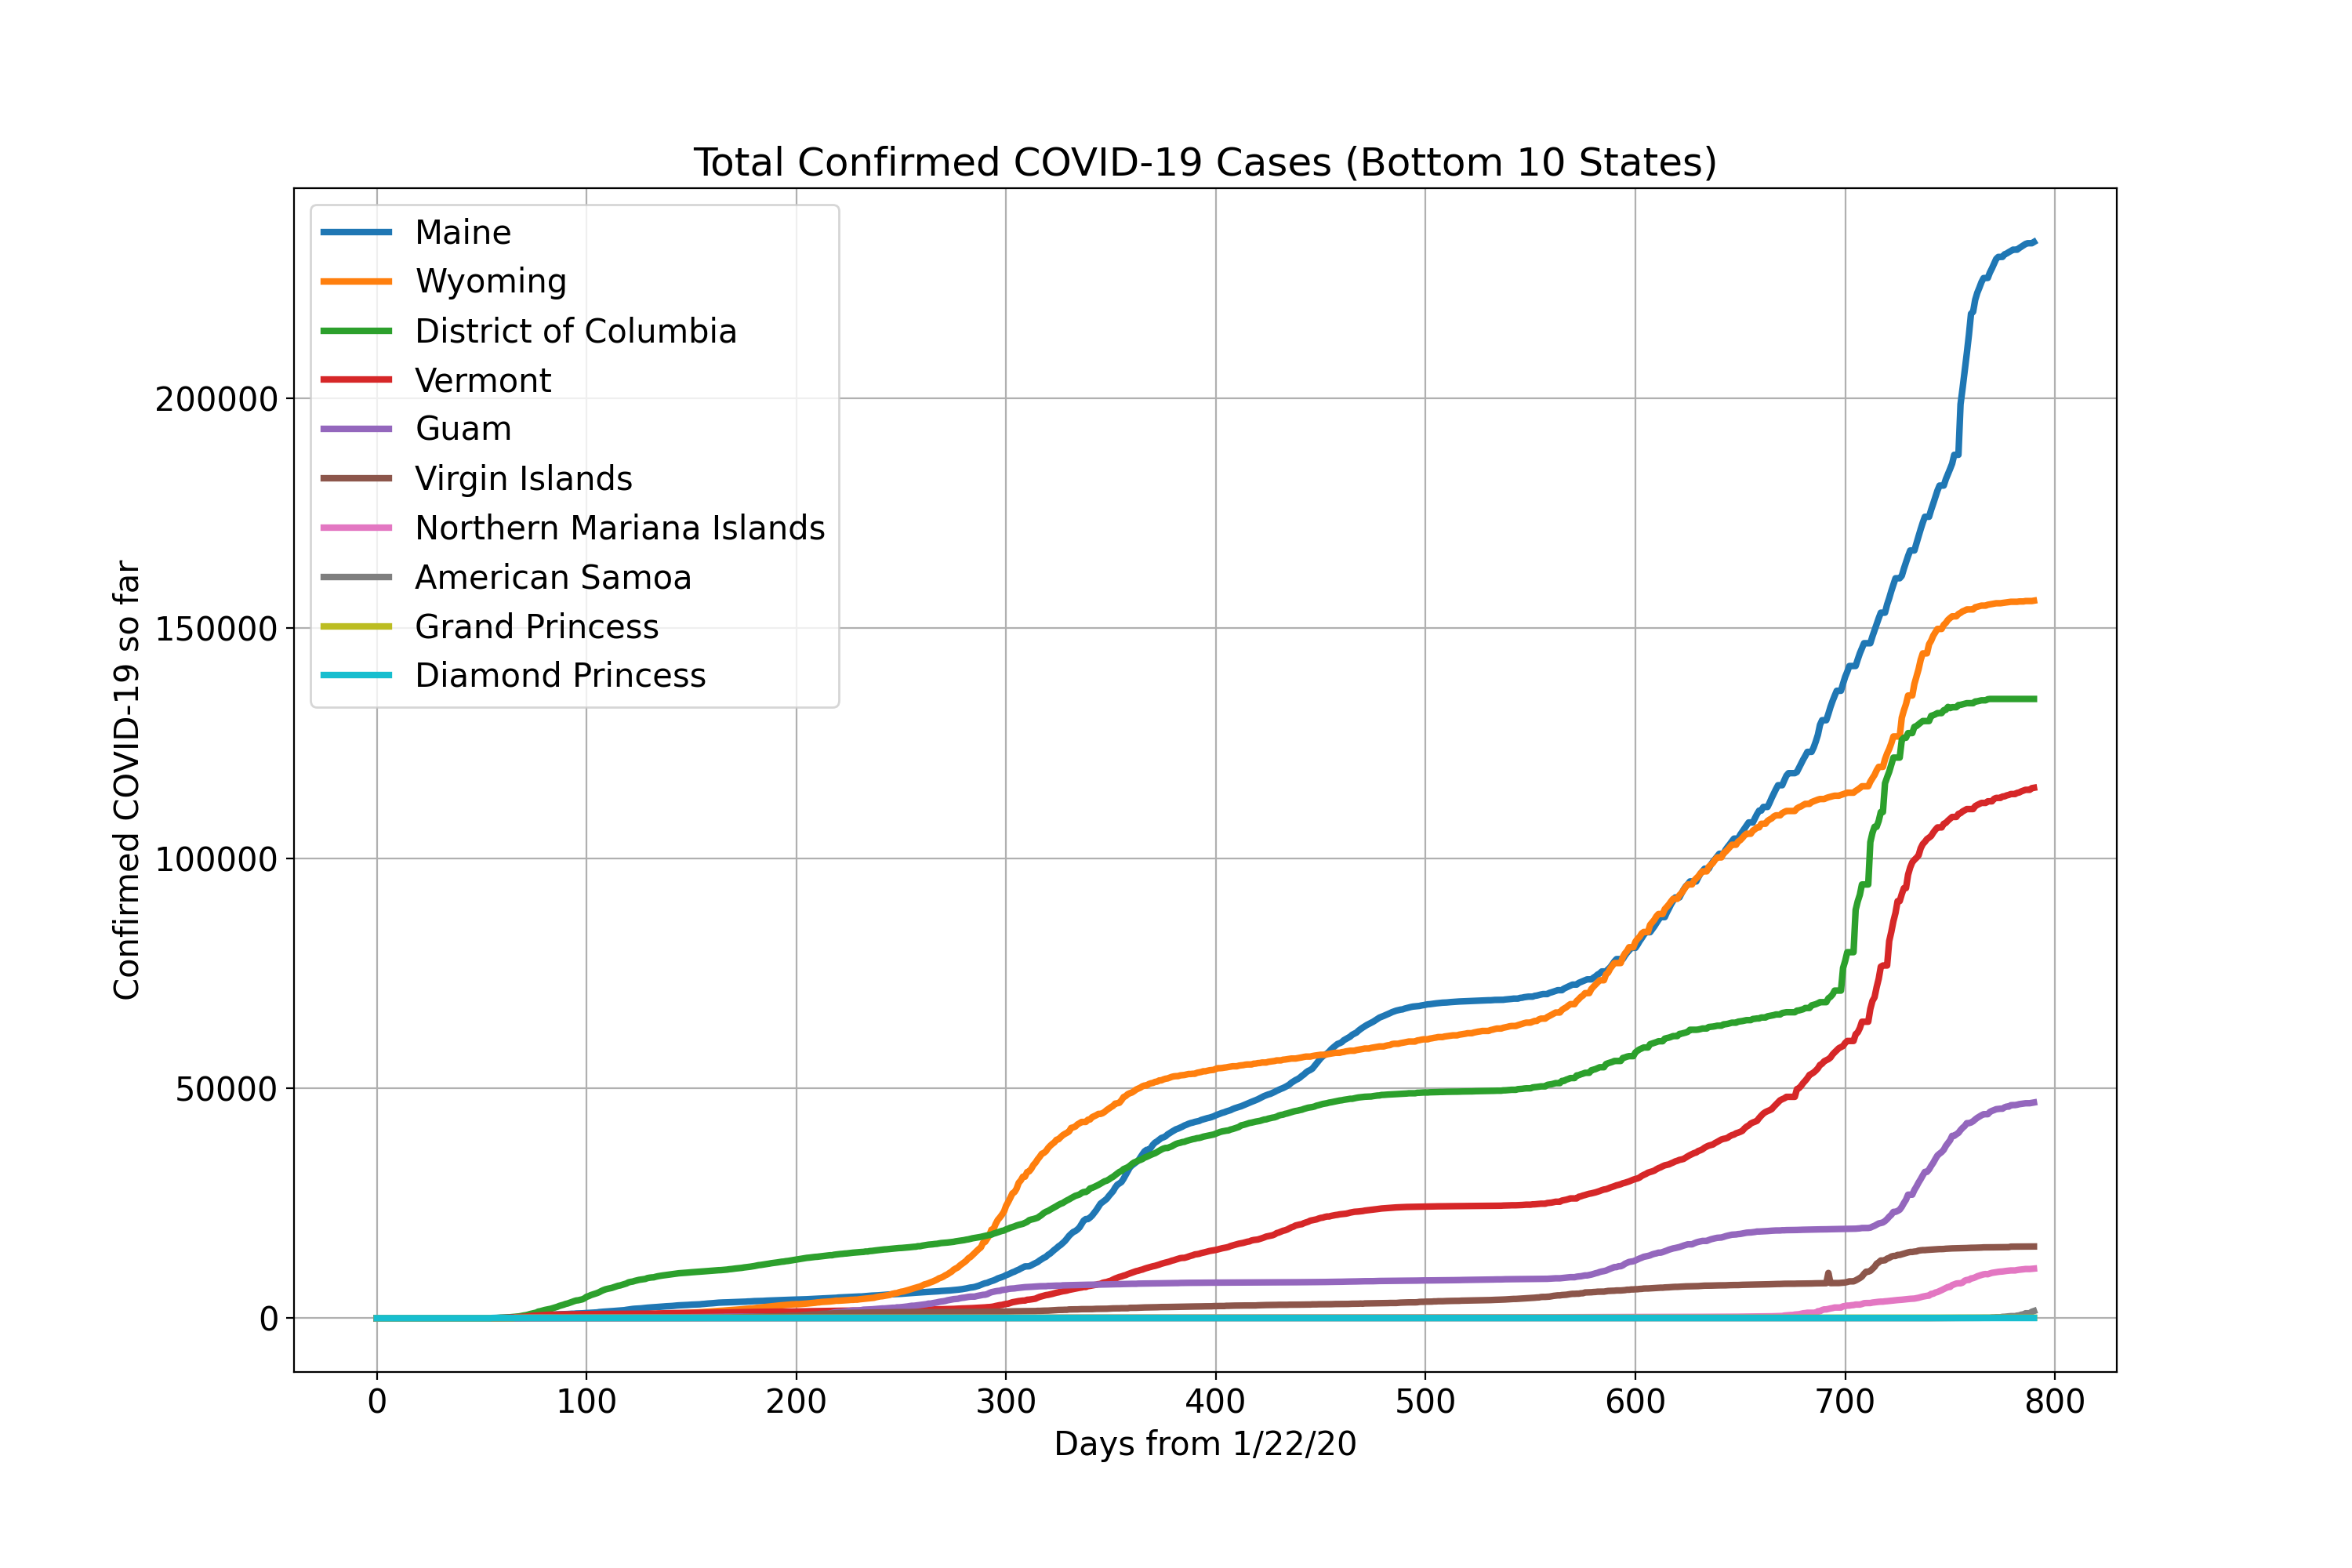 Total Confirmed COVID-19 Cases (Bottom 10 States)
Maine
Wyoming
District of Columbia
Vermont
Guam
Virgin Islands
Northern Mariana Islands
American Samoa
Grand Princess
Diamond Princess
Confirmed COVID-19 so far
200000
150000
100000
50000
0
0 100 200 300 400 500 600 700 800
Days from 1/22/20